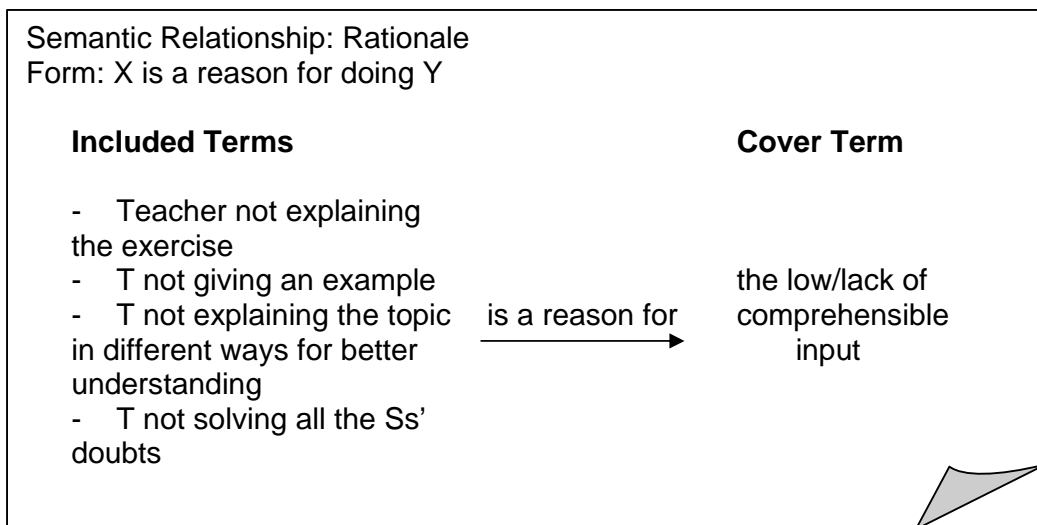 Semantic Relationship: Rationale
Form: X is a reason for doing Y
Included Terms
Cover Term
- Teacher not explaining
the exercise
- T not giving an example
- T not explaining the topic
in different ways for better
understanding
- T not solving all the Ss’
doubts
is a reason for
the low/lack of
comprehensible
input